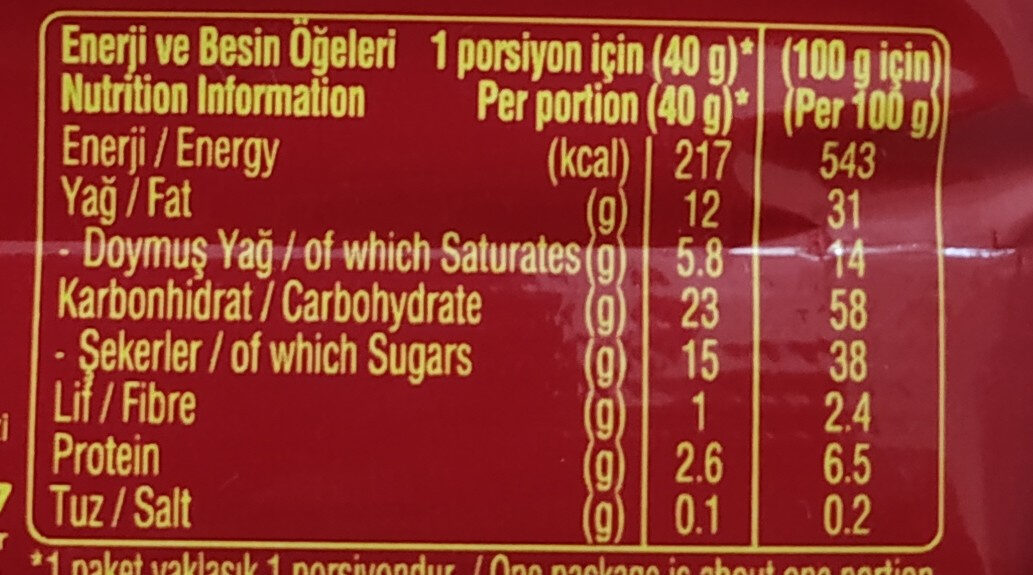 Enerji ve Besin Öğeleri 1 porsiyon için (40 g)* (100 g için)
Nutrition Information Per portion (40 g)* (Per 100 g)
Enerji / Energy (kcal) 217 543
Yağ / Fat (g) 12 31
- Doymuş Yağ / of which Saturates (g) 5.8 14
Karbonhidrat / Carbohydrate (g) 23 58
- Şekerler / of which Sugars (g) 15 38
Lif / Fibre (g) 1 2.4
Protein (g) 2.6 6.5
Tuz / Salt (g) 0.1 0.2
*1 paket yaklaşık 1 porsiyondur. / One package is about one portion